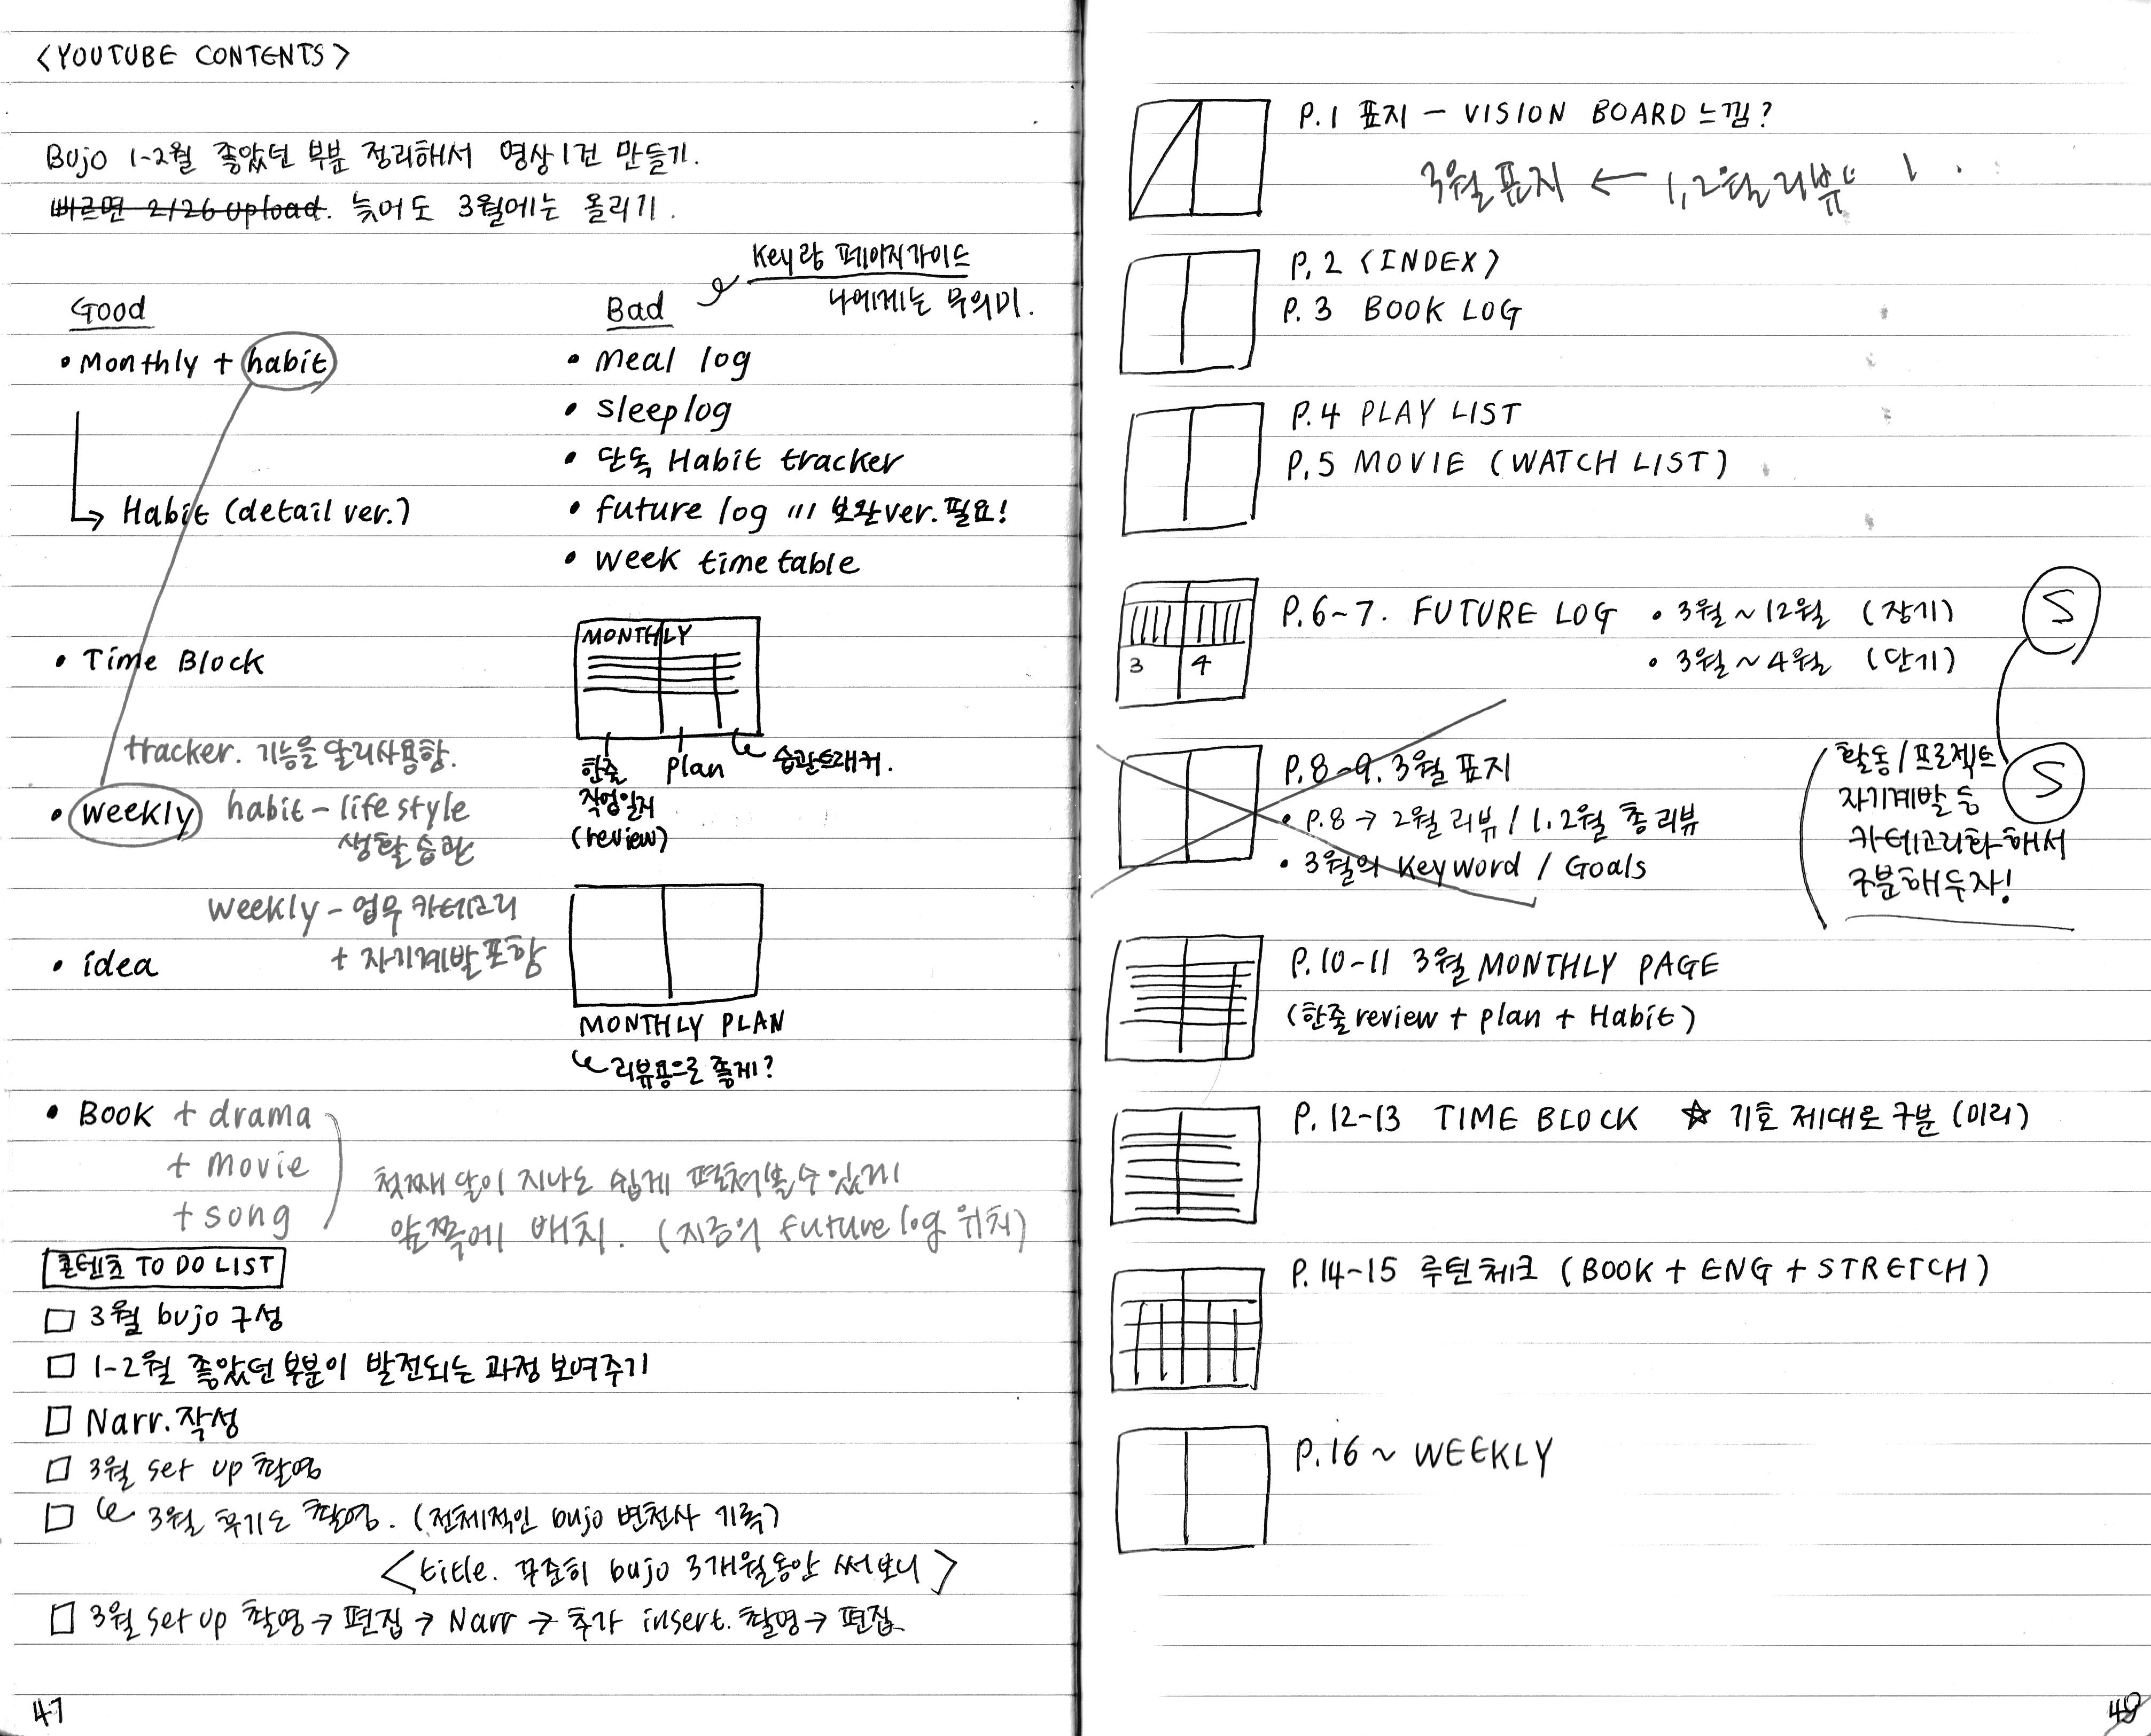 <YOUTUBE CONTENTS>
Bujo 1-2월 좋았던 부분 정리해서 영상 1건 만들기.
빠르면 2/26 upload. 늦어도 3월에는 올리기.
Good
• Monthly + habit
Habit (detail ver.)
• Time Block
tracker. 기능을 달리사용함.
• weekly
habit - life style
생활습관
weekly - 업무 카테고리
+ 자기계발 포함
• idea
• BOOK + drama
+ movie
+ song
첫째 달이 지나도 쉽게 펼쳐볼 수 있게
앞쪽에 배치. (지금의 future log 위치)
Bad
Key랑 페이지가이드
나에게는 무의미.
• meal log
• sleep log
• 단독 Habit tracker
• future log ... 보완 ver. 필요!
• week time table
MONTHLY
한줄
작업일지
(review)
plan
습관트래커.
MONTHLY PLAN
리뷰용으로 좋게?
콘텐츠 TO DO LIST
□ 3월 bujo 구성
□ 1-2월 좋았던 부분이 발전되는 과정 보여주기
□ Narr. 작성
□ 3월 set up 촬영
□ 3월 후기도 촬영. (전체적인 bujo 변천사 기록)
<title. 꾸준히 bujo 3개월동안 써보니>
□ 3월 set up 촬영 → 편집 → Narr → 추가 insert. 촬영 → 편집
47
P.1 표지 - VISION BOARD 느낌?
3월 표지 ← 1,2월 리뷰
P.2 <INDEX>
P.3 BOOK LOG
P.4 PLAY LIST
P.5 MOVIE (WATCH LIST)
3
4
P.6~7. FUTURE LOG • 3월~12월 (장기)
• 3월~4월 (단기)
S
S
활동/프로젝트
자기계발 등
카테고리화해서
구분해두자!
P.8~9. 3월 표지
• P.8 → 2월 리뷰 / 1,2월 총 리뷰
• 3월의 Keyword / Goals
P.10-11 3월 MONTHLY PAGE
(한줄 review + plan + Habit)
P.12-13 TIME BLOCK ☆ 기호 제대로 구분 (미리)
P.14~15 루틴체크 (BOOK + ENG + STRETCH)
P.16~ WEEKLY
48